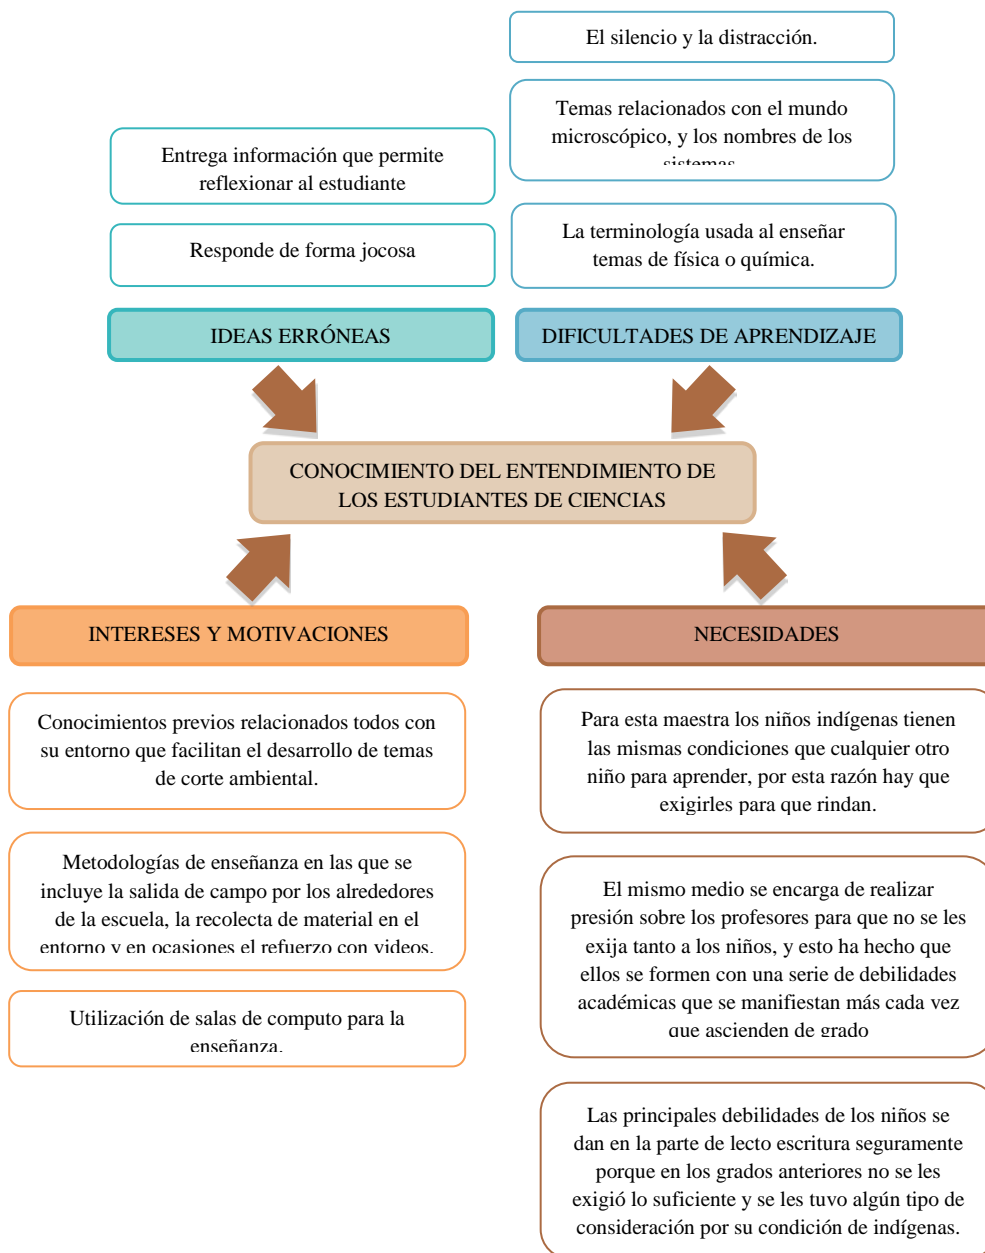 El silencio y la distracción.
Temas relacionados con el mundo
microscópico, y los nombres de los
sistemas
La terminología usada al enseñar
temas de física o química.
Entrega información que permite
reflexionar al estudiante
Responde de forma jocosa
IDEAS ERRÓNEAS
DIFICULTADES DE APRENDIZAJE
CONOCIMIENTO DEL ENTENDIMIENTO DE
LOS ESTUDIANTES DE CIENCIAS
INTERESES Y MOTIVACIONES
Conocimientos previos relacionados todos con
su entorno que facilitan el desarrollo de temas
de corte ambiental.
Metodologías de enseñanza en las que se
incluye la salida de campo por los alrededores
de la escuela, la recolecta de material en el
entorno y en ocasiones el refuerzo con videos.
Utilización de salas de computo para la
enseñanza.
NECESIDADES
Para esta maestra los niños indígenas tienen
las mismas condiciones que cualquier otro
niño para aprender, por esta razón hay que
exigirles para que rindan.
El mismo medio se encarga de realizar
presión sobre los profesores para que no se les
exija tanto a los niños, y esto ha hecho que
ellos se formen con una serie de debilidades
académicas que se manifiestan más cada vez
que ascienden de grado
Las principales debilidades de los niños se
dan en la parte de lecto escritura seguramente
porque en los grados anteriores no se les
exigió lo suficiente y se les tuvo algún tipo de
consideración por su condición de indígenas.